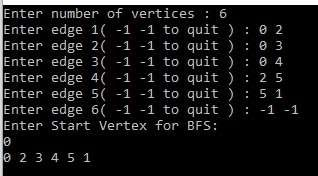 Enter number of vertices : 6
Enter edge 1( -1 -1 to quit ) : 0 2
Enter edge 2( -1 -1 to quit ) : 0 3
Enter edge 3( -1 -1 to quit ) : 0 4
Enter edge 4( -1 -1 to quit ) : 2 5
Enter edge 5( -1 -1 to quit ) : 5 1
Enter edge 6( -1 -1 to quit ) : -1 -1
Enter Start Vertex for BFS:
0
0 2 3 4 5 1